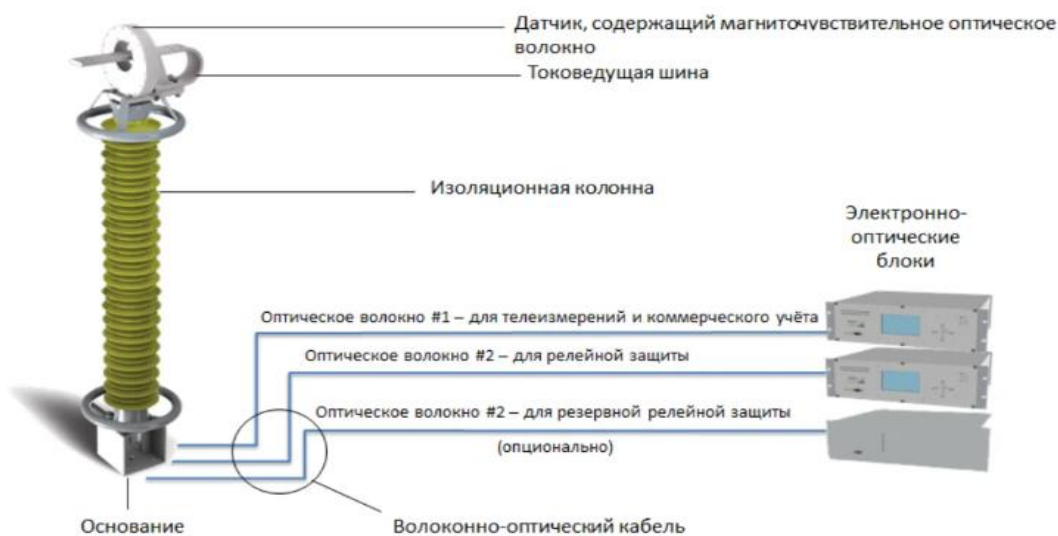 Датчик, содержащий магниточувствительное оптическое
волокно
Токоведущая шина
Изоляционная колонна
Электронно-
оптические
блоки
Оптическое волокно #1 – для телеизмерений и коммерческого учёта
Оптическое волокно #2 – для релейной защиты
Оптическое волокно #2 – для резервной релейной защиты
(опционально)
Основание
Волоконно-оптический кабель